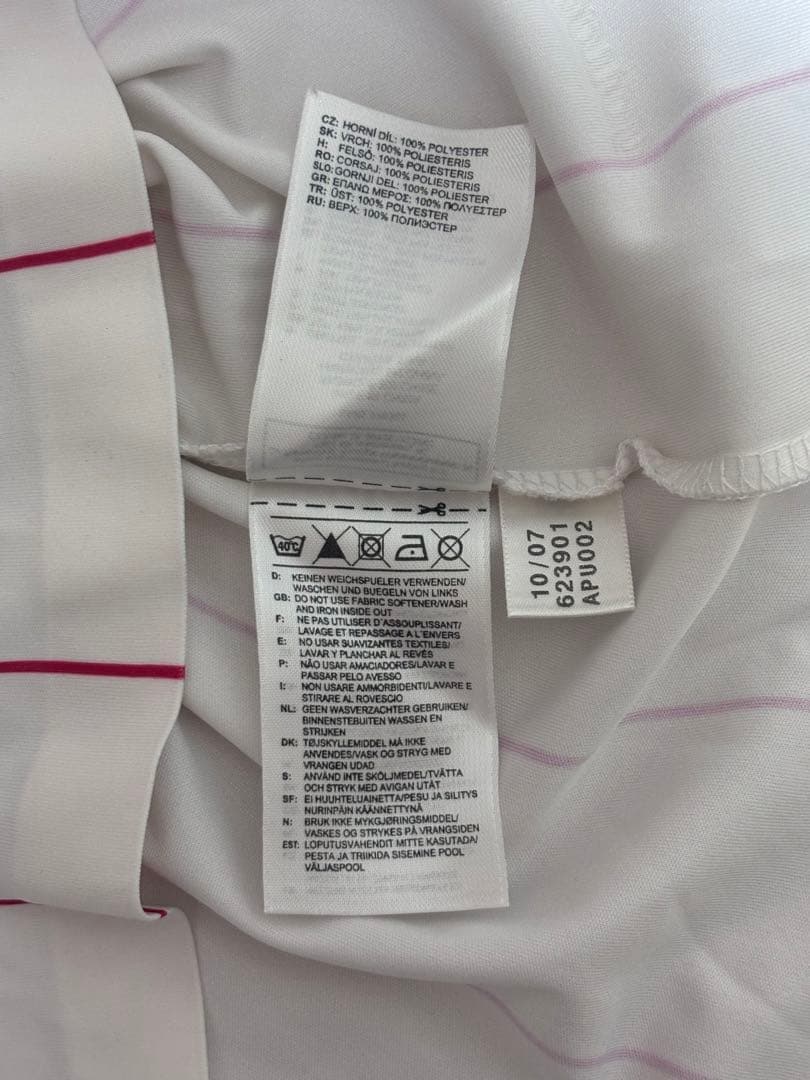 CZ: HORNÍ DÍL: 100% POLYESTER
SK: VRCH: 100% POLIESTERIS
H: FELSŐ: 100% POLIESTERIS
RO: CORSAJ: 100% POLIESTERIS
SLO: GORNJI DEL: 100% POLIESTER
GR: ΕΠΑΝΩ ΜΕΡΟΣ: 100% ΠΟΛΥΕΣΤΕΡ
TR: ÜST: 100% POLYESTER
RU: ВЕРХ: 100% ПОЛИЭСТЕР
40°C
D: KEINEN WEICHSPUELER VERWENDEN/
WASCHEN UND BUEGELN VON LINKS
GB: DO NOT USE FABRIC SOFTENER/WASH
AND IRON INSIDE OUT
F: NE PAS UTILISER D'ASSOUPLISSANT/
LAVAGE ET REPASSAGE A L'ENVERS
E: NO USAR SUAVIZANTES TEXTILES/
LAVAR Y PLANCHAR AL REVÉS
P: NÃO USAR AMACIADORES/LAVAR E
PASSAR PELO AVESSO
I: NON USARE AMMORBIDENTI/LAVARE E
STIRARE AL ROVESCIO
NL: GEEN WASVERZACHTER GEBRUIKEN/
BINNENSTEBUITEN WASSEN EN
STRIJKEN
DK: TØJSKYLLEMIDDEL MÅ IKKE
ANVENDES/VASK OG STRYG MED
VRANGEN UDAD
S: ANVÄND INTE SKÖLJMEDEL/TVÄTTA
OCH STRYK MED AVIGAN UTÅT
SF: EI HUUHTELUAINETTA/PESU JA SILITYS
NURINPÄIN KÄÄNNETTYNÄ
N: BRUK IKKE MYKGJØRINGSMIDDEL/
VASKES OG STRYKES PÅ VRANGSIDEN
EST: LOPUTUSVAHENDIT MITTE KASUTADA/
PESTA JA TRIIKIDA SISEMINE POOL
VÄLJASPOOL
10/07
623901
APU002